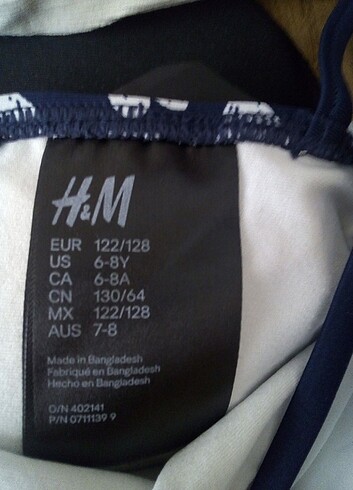 H&M
EUR 122/128
US 6-8Y
CA 6-8A
CN 130/64
MX 122/128
AUS 7-8
Made in Bangladesh
Fabriqué en Bangladesh
Hecho en Bangladesh
O/N 402141
P/N 0711139 9